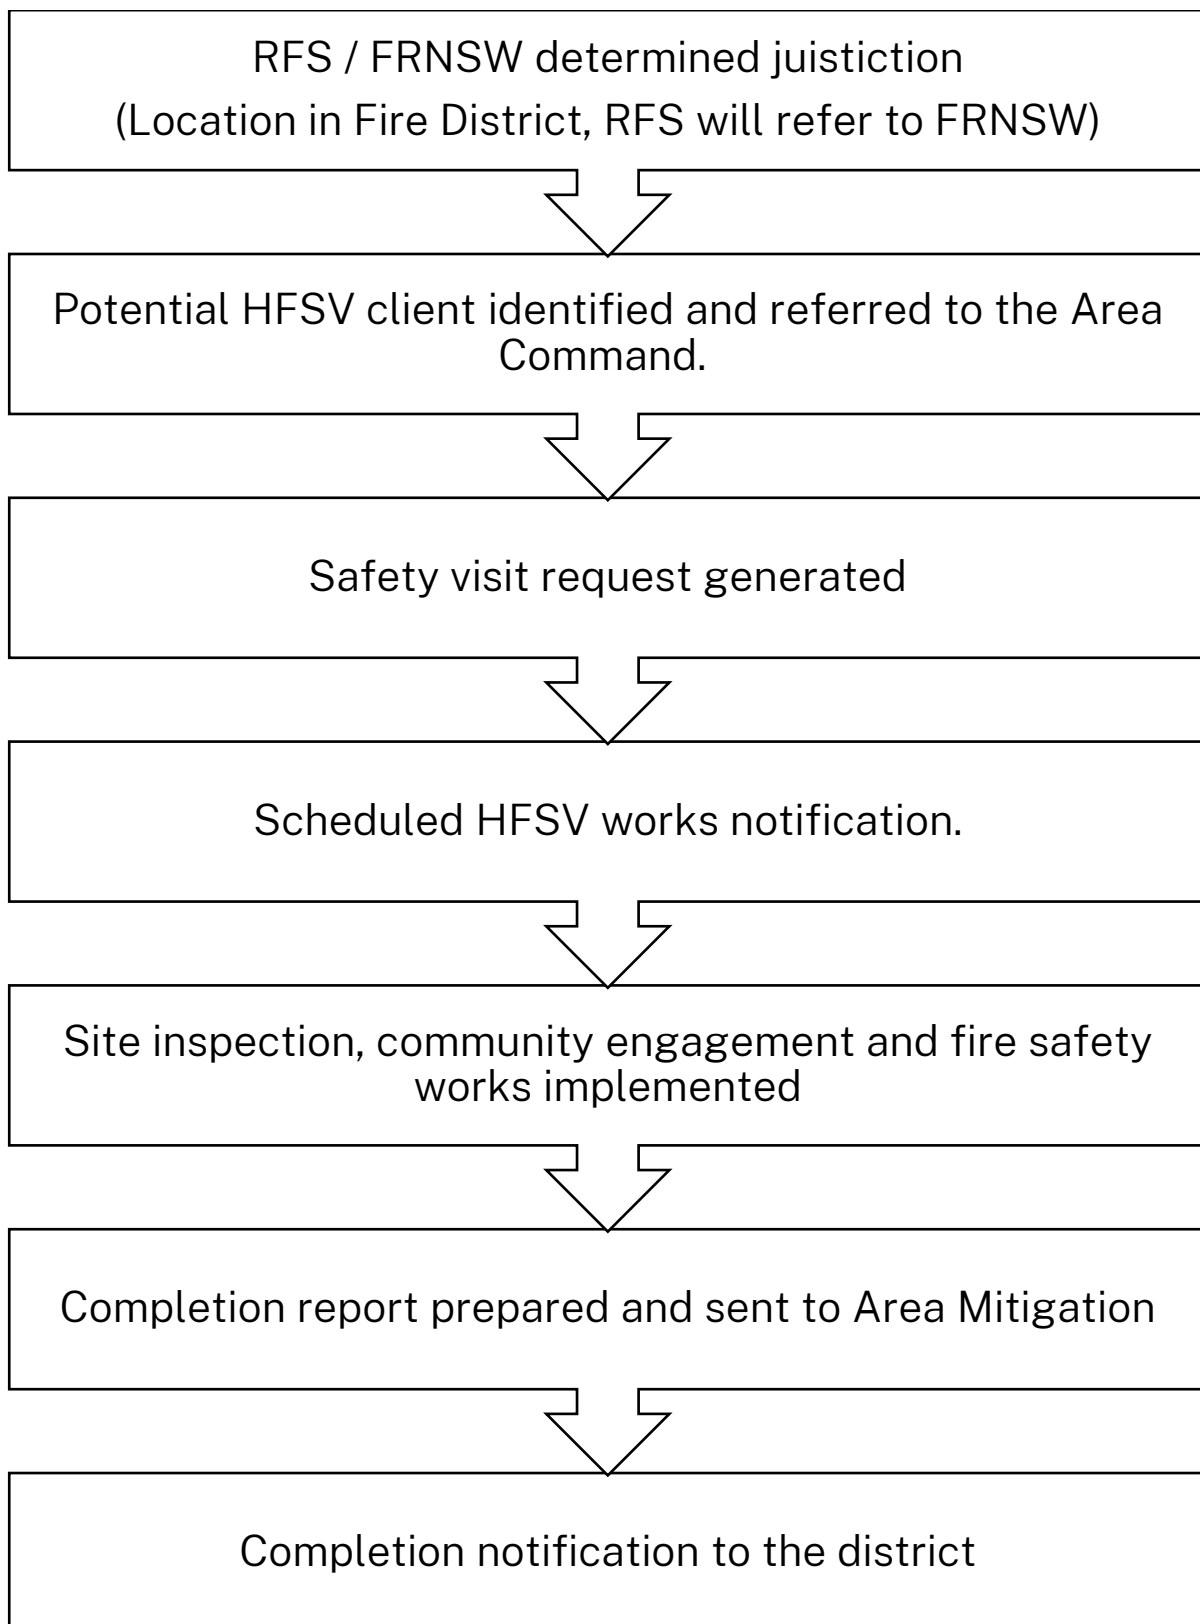 RFS / FRNSW determined juistiction
(Location in Fire District, RFS will refer to FRNSW)
Potential HFSV client identified and referred to the Area
Command.
Safety visit request generated
Scheduled HFSV works notification.
Site inspection, community engagement and fire safety
works implemented
Completion report prepared and sent to Area Mitigation
Completion notification to the district